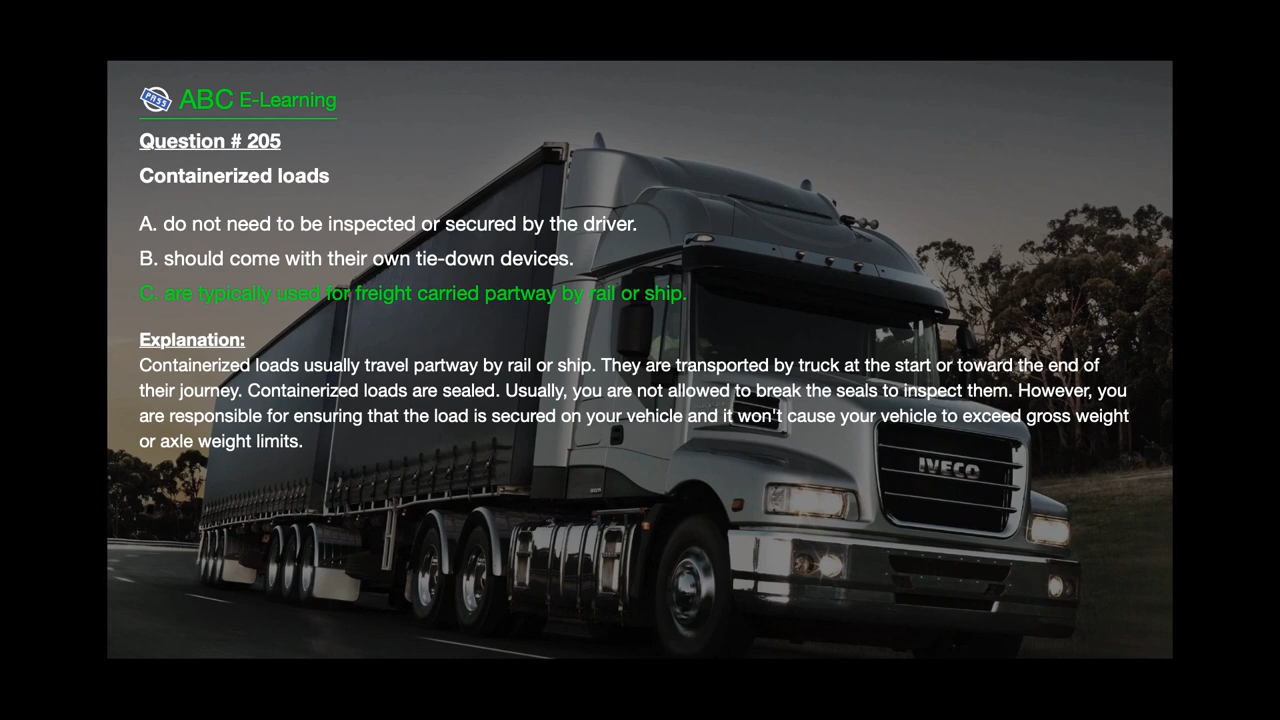 PASS ABC E-Learning
Question # 205
Containerized loads
A. do not need to be inspected or secured by the driver.
B. should come with their own tie-down devices.
C. are typically used for freight carried partway by rail or ship.
Explanation:
Containerized loads usually travel partway by rail or ship. They are transported by truck at the start or toward the end of
their journey. Containerized loads are sealed. Usually, you are not allowed to break the seals to inspect them. However, you
are responsible for ensuring that the load is secured on your vehicle and it won't cause your vehicle to exceed gross weight
or axle weight limits.
IVECO